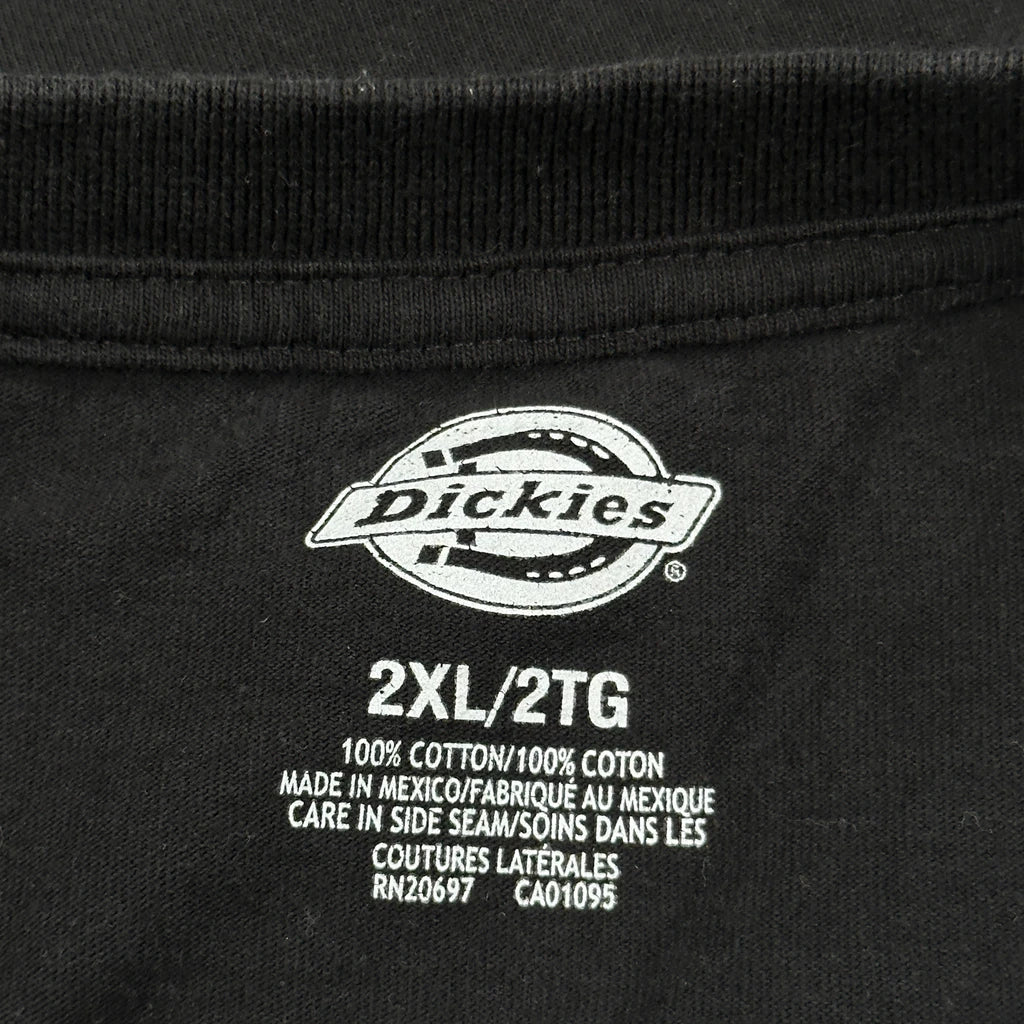 Dickies
®
2XL/2TG
100% COTTON/100% COTON
MADE IN MEXICO/FABRIQUÉ AU MEXIQUE
CARE IN SIDE SEAM/SOINS DANS LES
COUTURES LATÉRALES
RN20697 CA01095